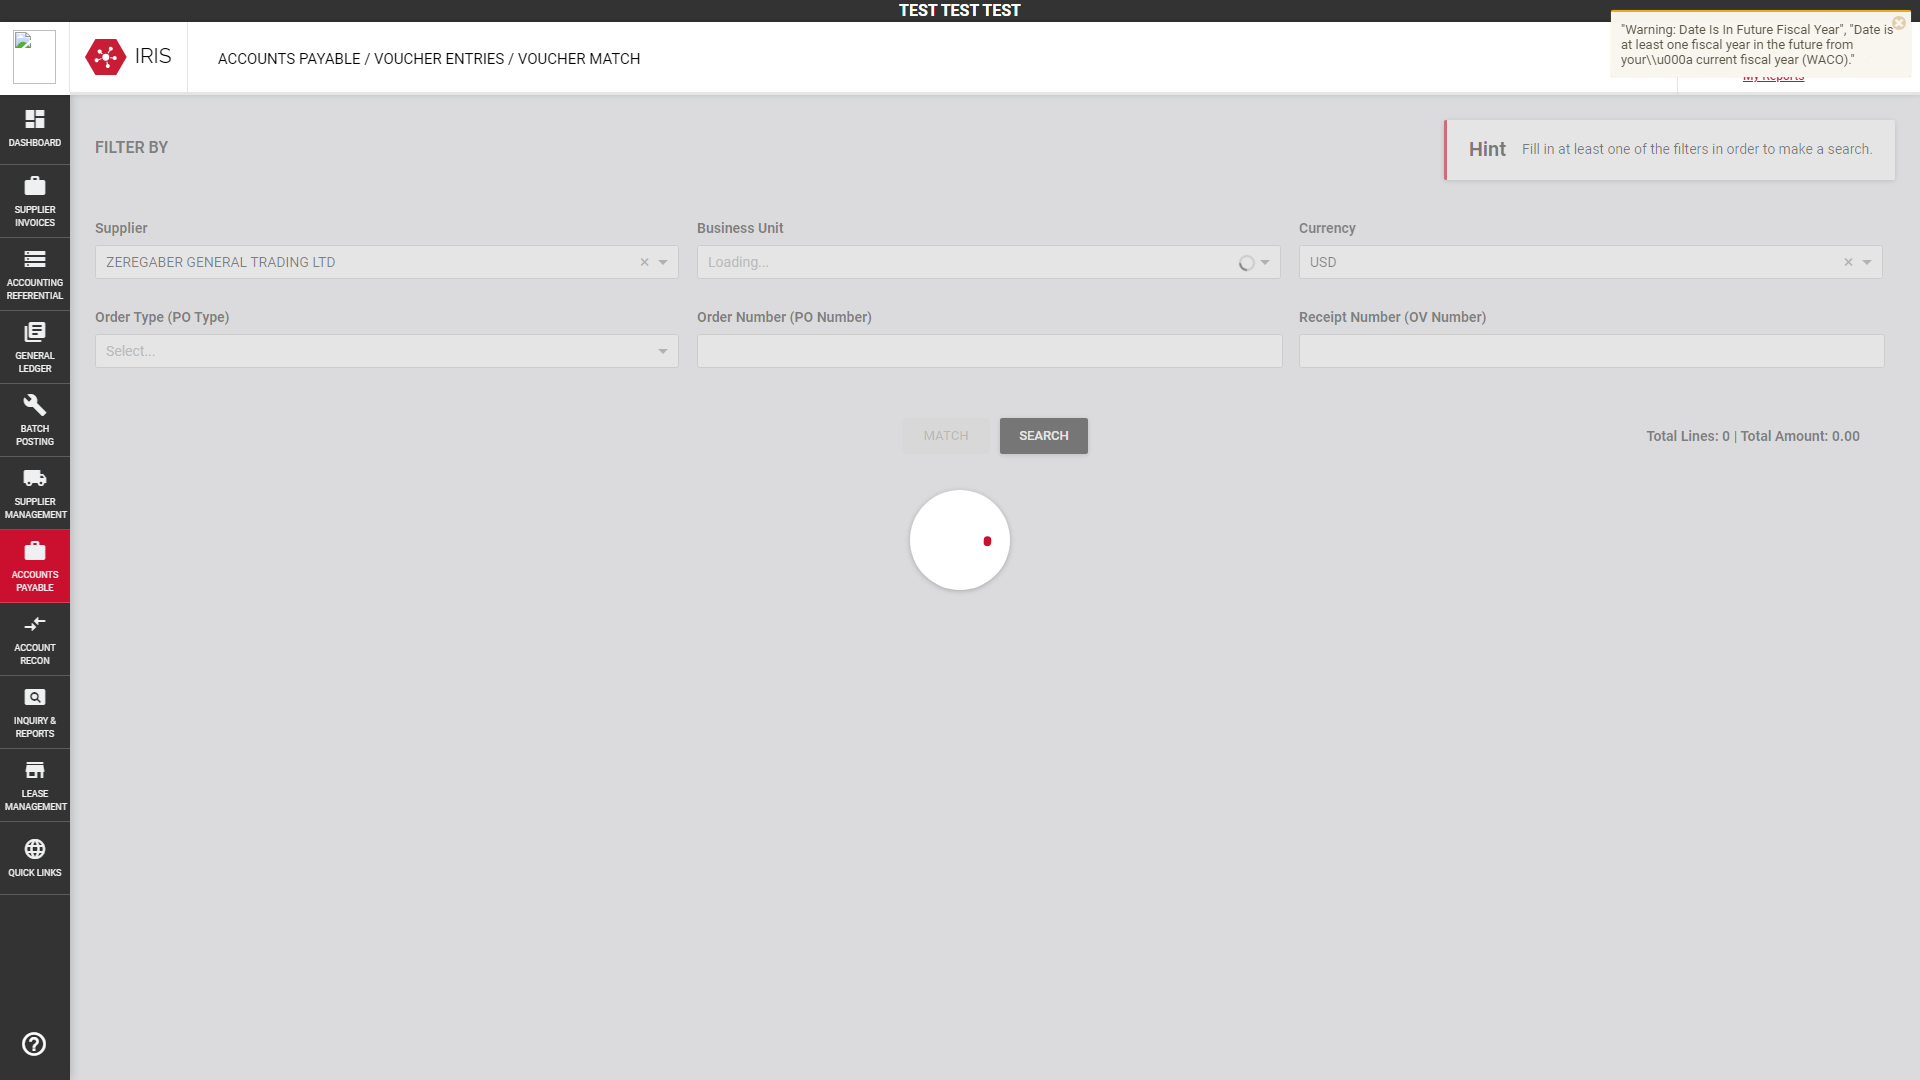 TEST TEST TEST
IRIS
ACCOUNTS PAYABLE / VOUCHER ENTRIES / VOUCHER MATCH
"Warning: Date Is In Future Fiscal Year", "Date is
at least one fiscal year in the future from
your\\u000a current fiscal year (WACO)."
My Reports
DASHBOARD
SUPPLIER
INVOICES
ACCOUNTING
REFERENTIAL
GENERAL
LEDGER
BATCH
POSTING
SUPPLIER
MANAGEMENT
ACCOUNTS
PAYABLE
ACCOUNT
RECON
INQUIRY &
REPORTS
LEASE
MANAGEMENT
QUICK LINKS
FILTER BY
Hint Fill in at least one of the filters in order to make a search.
Supplier
ZEREGABER GENERAL TRADING LTD
Business Unit
Loading...
Currency
USD
Order Type (PO Type)
Select...
Order Number (PO Number)
Receipt Number (OV Number)
MATCH
SEARCH
Total Lines: 0 | Total Amount: 0.00